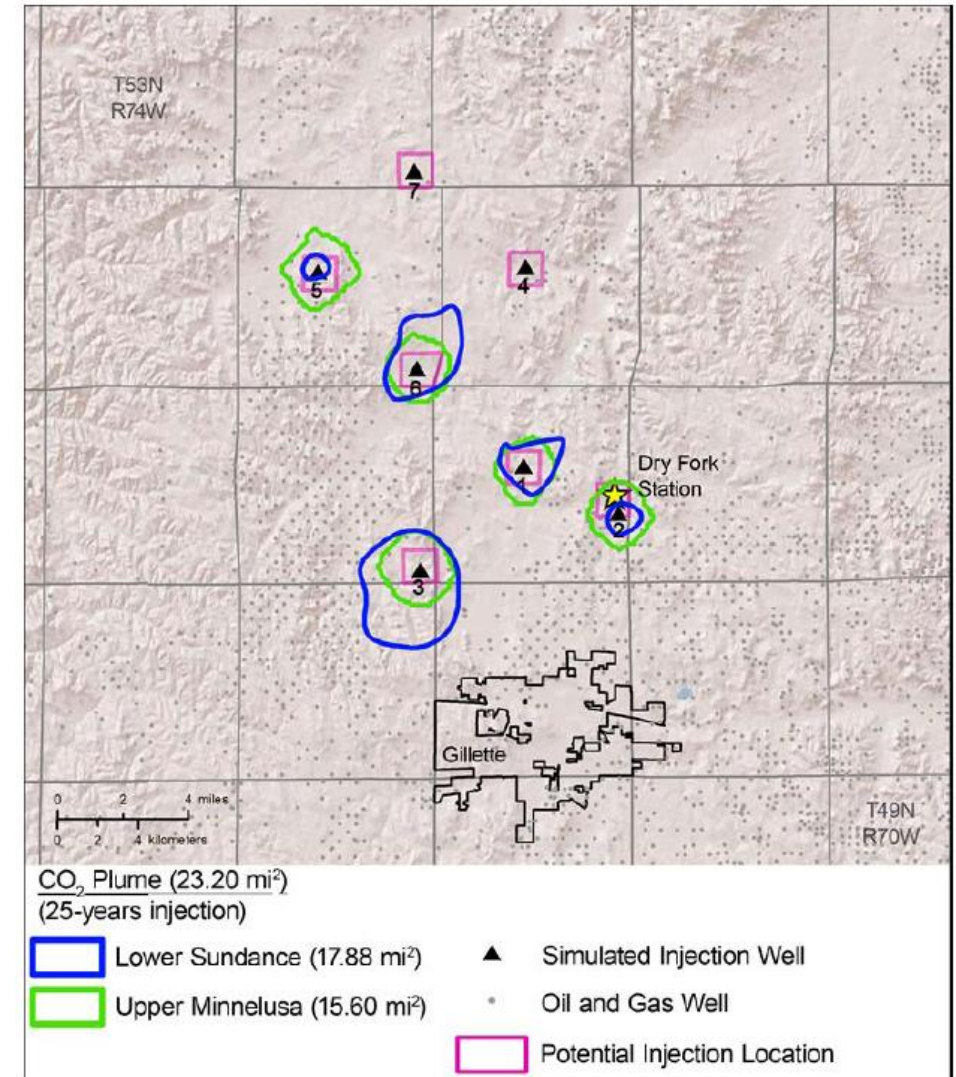 T53N
R74W
7
5
4
6
1
Dry Fork
Station
2
3
Gillette
0 2 4 miles
0 2 4 kilometers
T49N
R70W
CO₂ Plume (23.20 mi²)
(25-years injection)
Lower Sundance (17.88 mi²)
Simulated Injection Well
Upper Minnelusa (15.60 mi²)
Oil and Gas Well
Potential Injection Location